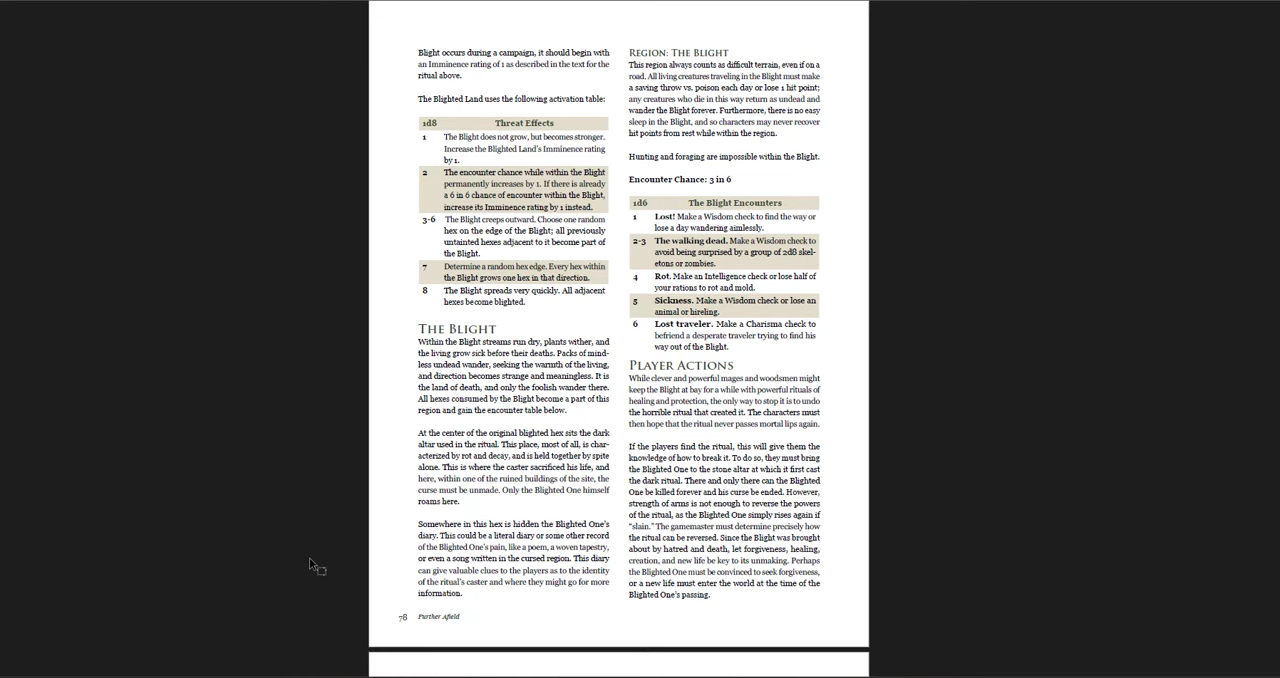 Blight occurs during a campaign, it should begin with
an Imminence rating of 1 as described in the text for the
ritual above.
The Blighted Land uses the following activation table:
1d8 Threat Effects
1 The Blight does not grow, but becomes stronger.
Increase the Blighted Land's Imminence rating
by 1.
2 The encounter chance while within the Blight
permanently increases by 1. If there is already
a 6 in 6 chance of encounter within the Blight,
increase its Imminence rating by 1 instead.
3-6 The Blight creeps outward. Choose one random
hex on the edge of the Blight; all previously
untainted hexes adjacent to it become part of
the Blight.
7 Determine a random hex edge. Every hex within
the Blight grows one hex in that direction.
8 The Blight spreads very quickly. All adjacent
hexes become blighted.
The Blight
Within the Blight streams run dry, plants wither, and
the living grow sick before their deaths. Packs of mind-
less undead wander, seeking the warmth of the living,
and direction becomes strange and meaningless. It is
the land of death, and only the foolish wander there.
All hexes consumed by the Blight become a part of this
region and gain the encounter table below.
At the center of the original blighted hex sits the dark
altar used in the ritual. This place, most of all, is char-
acterized by rot and decay, and is held together by spite
alone. This is where the caster sacrificed his life, and
here, within one of the ruined buildings of the site, the
curse must be unmade. Only the Blighted One himself
roams here.
Somewhere in this hex is hidden the Blighted One's
diary. This could be a literal diary or some other record
of the Blighted One's pain, like a poem, a woven tapestry,
or even a song written in the cursed region. This diary
can give valuable clues to the players as to the identity
of the ritual's caster and where they might go for more
information.
Region: The Blight
This region always counts as difficult terrain, even if on a
road. All living creatures traveling in the Blight must make
a saving throw vs. poison each day or lose 1 hit point;
any creatures who die in this way return as undead and
wander the Blight forever. Furthermore, there is no easy
sleep in the Blight, and so characters may never recover
hit points from rest while within the region.
Hunting and foraging are impossible within the Blight.
Encounter Chance: 3 in 6
1d6 The Blight Encounters
1 Lost! Make a Wisdom check to find the way or
lose a day wandering aimlessly.
2-3 The walking dead. Make a Wisdom check to
avoid being surprised by a group of 2d8 skel-
etons or zombies.
4 Rot. Make an Intelligence check or lose half of
your rations to rot and mold.
5 Sickness. Make a Wisdom check or lose an
animal or hireling.
6 Lost traveler. Make a Charisma check to
befriend a desperate traveler trying to find his
way out of the Blight.
Player Actions
While clever and powerful mages and woodsmen might
keep the Blight at bay for a while with powerful rituals of
healing and protection, the only way to stop it is to undo
the horrible ritual that created it. The characters must
then hope that the ritual never passes mortal lips again.
If the players find the ritual, this will give them the
knowledge of how to break it. To do so, they must bring
the Blighted One to the stone altar at which it first cast
the dark ritual. There and only there can the Blighted
One be killed forever and his curse be ended. However,
strength of arms is not enough to reverse the powers
of the ritual, as the Blighted One simply rises again if
“slain.” The gamemaster must determine precisely how
the ritual can be reversed. Since the Blight was brought
about by hatred and death, let forgiveness, healing,
creation, and new life be key to its unmaking. Perhaps
the Blighted One must be convinced to seek forgiveness,
or a new life must enter the world at the time of the
Blighted One's passing.
78 Further Afield